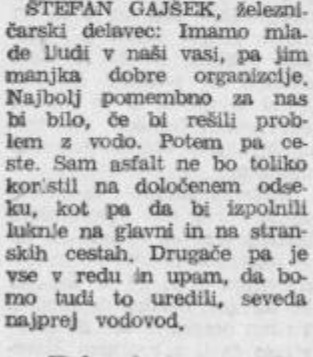 STEFAN GAJŠEK, železni-
čarski delavec: Imamo mla-
de ljudi v naši vasi, pa jim
manjka dobre organizcije.
Najbolj pomembno za nas
bi bilo, če bi rešili prob-
lem z vodo. Potem pa ce-
ste. Sam asfalt ne bo toliko
koristil na določenem odse-
ku, kot pa da bi izpolnili
luknje na glavni in na stran-
skih cestah. Drugače pa je
vse v redu in upam, da bo-
mo tudi to uredili, seveda
najprej vodovod.